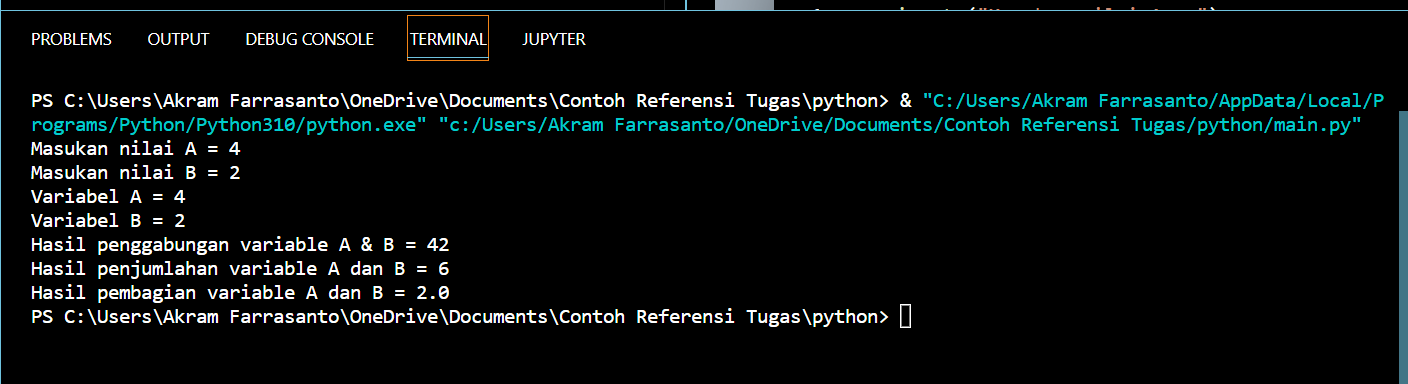 PROBLEMS OUTPUT DEBUG CONSOLE TERMINAL JUPYTER
PS C:\Users\Akram Farrasanto\OneDrive\Documents\Contoh Referensi Tugas\python> & "C:/Users/Akram Farrasanto/AppData/Local/P
rograms/Python/Python310/python.exe" "c:/Users/Akram Farrasanto/OneDrive/Documents/Contoh Referensi Tugas/python/main.py"
Masukan nilai A = 4
Masukan nilai B = 2
Variabel A = 4
Variabel B = 2
Hasil penggabungan variable A & B = 42
Hasil penjumlahan variable A dan B = 6
Hasil pembagian variable A dan B = 2.0
PS C:\Users\Akram Farrasanto\OneDrive\Documents\Contoh Referensi Tugas\python>